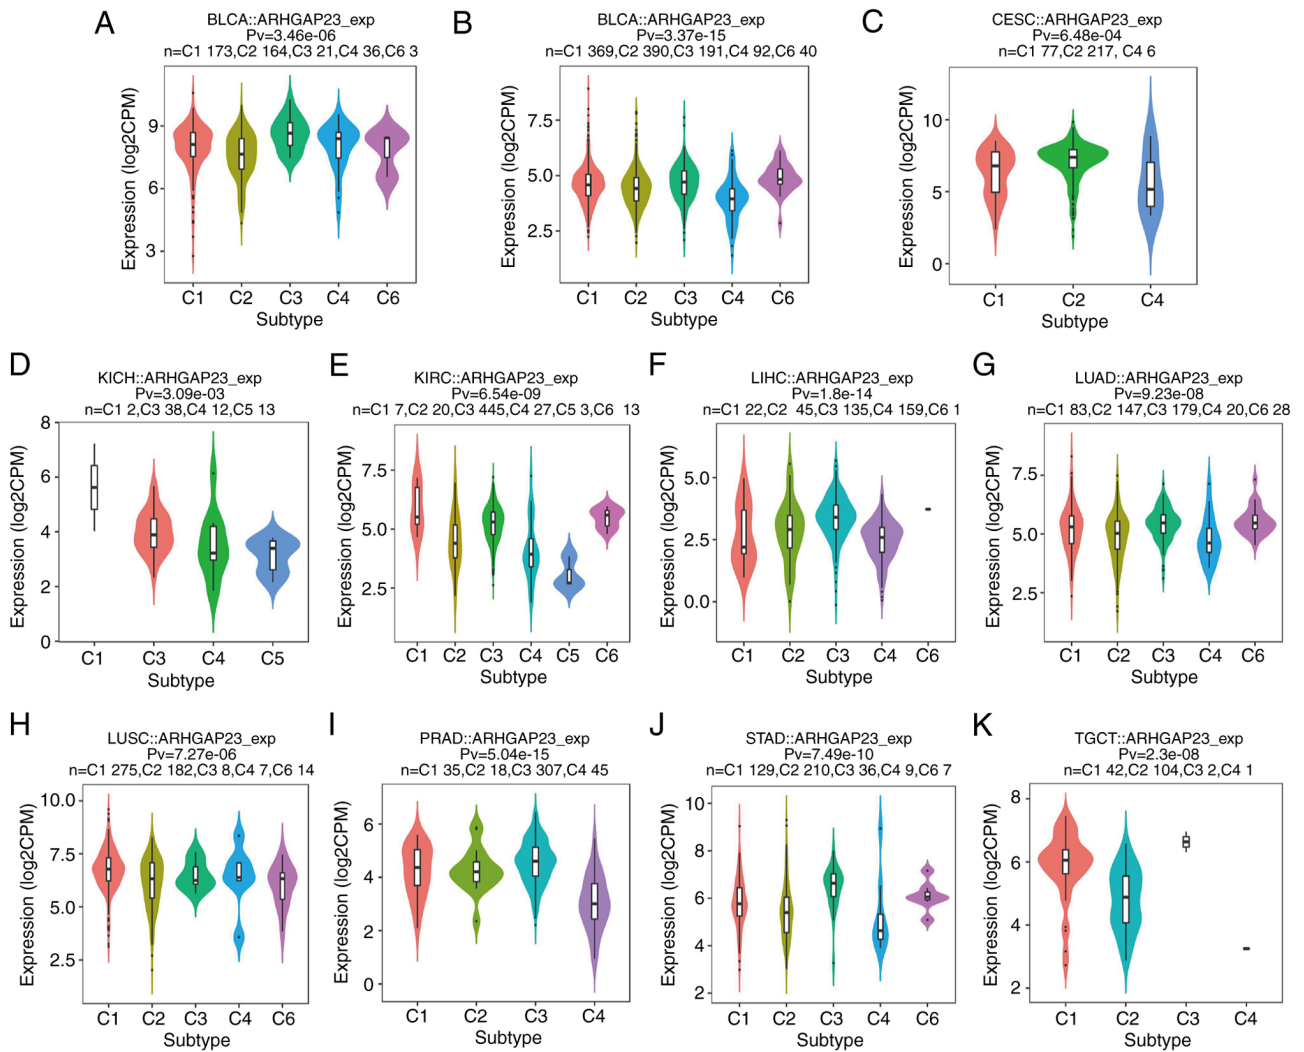 A
BLCA::ARHGAP23_exp
Pv=3.46e-06
n=C1 173,C2 164,C3 21,C4 36,C6 3
Expression (log2CPM)
9
6
3
C1 C2 C3 C4 C6
Subtype
B
BLCA::ARHGAP23_exp
Pv=3.37e-15
n=C1 369,C2 390,C3 191,C4 92,C6 40
Expression (log2CPM)
7.5
5.0
2.5
C1 C2 C3 C4 C6
Subtype
C
CESC::ARHGAP23_exp
Pv=6.48e-04
n=C1 77,C2 217, C4 6
Expression (log2CPM)
10
5
0
C1 C2 C4
Subtype
D
KICH::ARHGAP23_exp
Pv=3.09e-03
n=C1 2,C3 38,C4 12,C5 13
Expression (log2CPM)
8
6
4
2
0
C1 C3 C4 C5
Subtype
E
KIRC::ARHGAP23_exp
Pv=6.54e-09
n=C1 7,C2 20,C3 445,C4 27,C5 3,C6 13
Expression (log2CPM)
7.5
5.0
2.5
C1 C2 C3 C4 C5 C6
Subtype
F
LIHC::ARHGAP23_exp
Pv=1.8e-14
n=C1 22,C2 45,C3 135,C4 159,C6 1
Expression (log2CPM)
5.0
2.5
0.0
C1 C2 C3 C4 C6
Subtype
G
LUAD::ARHGAP23_exp
Pv=9.23e-08
n=C1 83,C2 147,C3 179,C4 20,C6 28
Expression (log2CPM)
7.5
5.0
2.5
C1 C2 C3 C4 C6
Subtype
H
LUSC::ARHGAP23_exp
Pv=7.27e-06
n=C1 275,C2 182,C3 8,C4 7,C6 14
Expression (log2CPM)
10.0
7.5
5.0
2.5
C1 C2 C3 C4 C6
Subtype
I
PRAD::ARHGAP23_exp
Pv=5.04e-15
n=C1 35,C2 18,C3 307,C4 45
Expression (log2CPM)
6
4
2
0
C1 C2 C3 C4
Subtype
J
STAD::ARHGAP23_exp
Pv=7.49e-10
n=C1 129,C2 210,C3 36,C4 9,C6 7
Expression (log2CPM)
10
8
6
4
2
C1 C2 C3 C4 C6
Subtype
K
TGCT::ARHGAP23_exp
Pv=2.3e-08
n=C1 42,C2 104,C3 2,C4 1
Expression (log2CPM)
8
6
4
2
C1 C2 C3 C4
Subtype